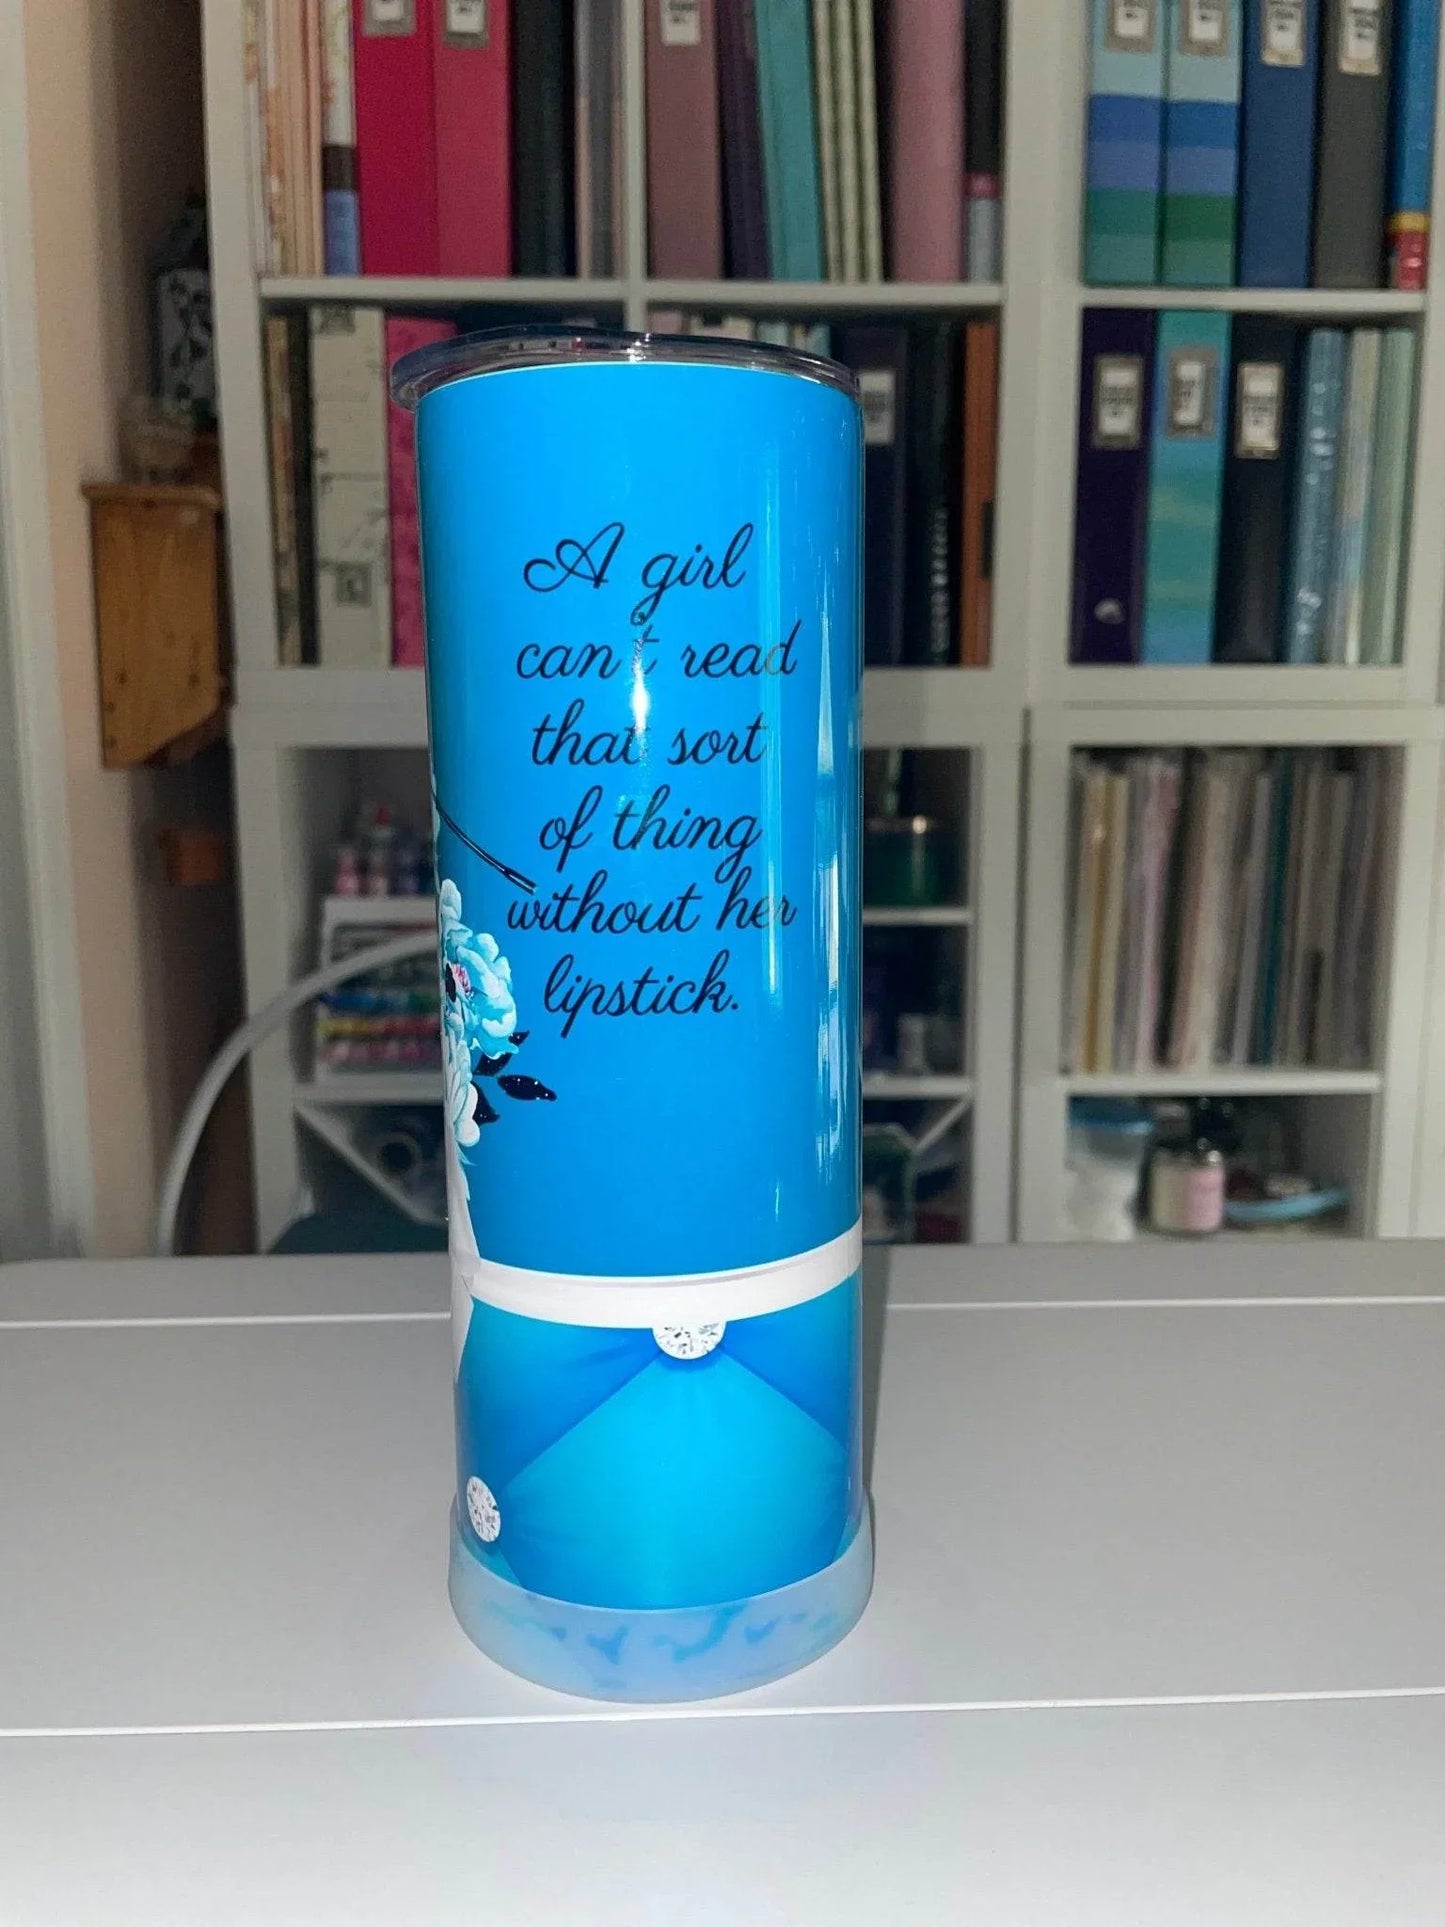 A girl
can't read
that sort
of thing
without her
lipstick.